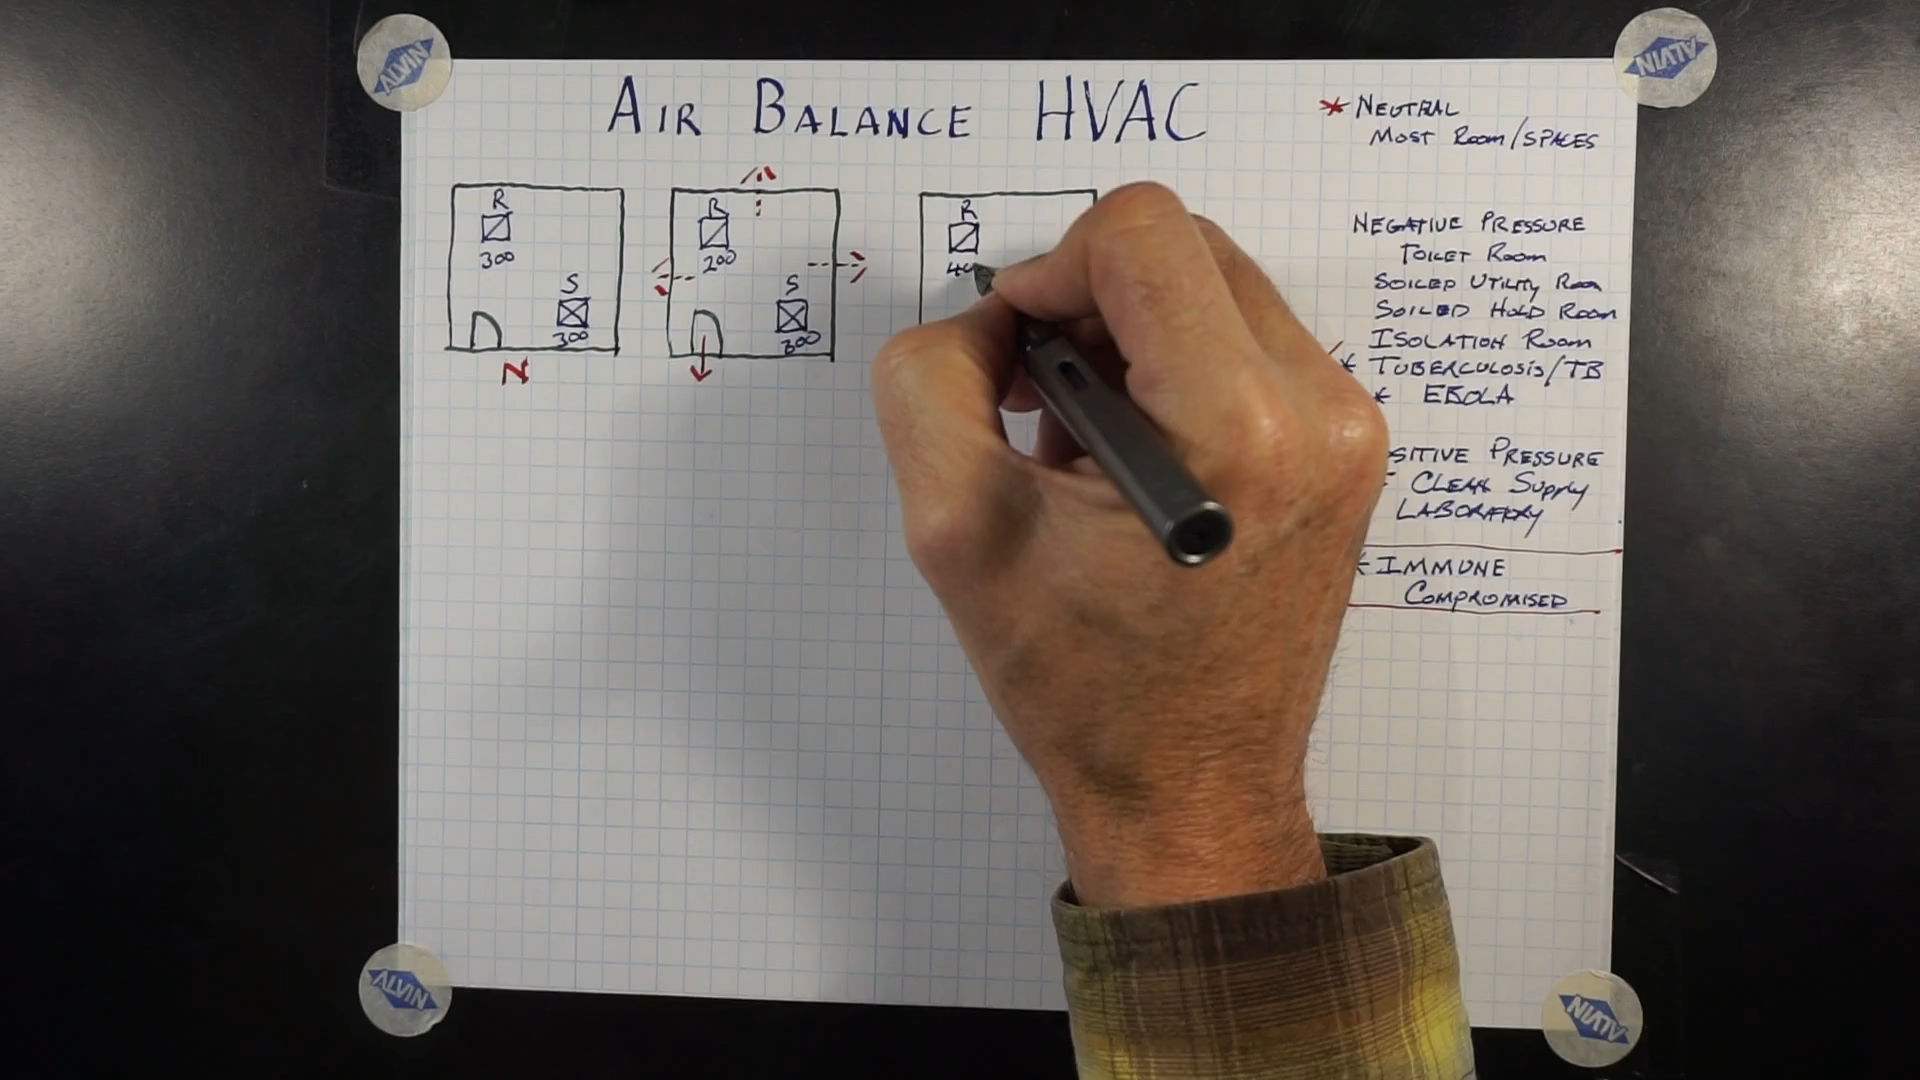 AIR BALANCE HVAC
* NEUTRAL
MOST ROOM/SPACES
R
300
S
300
N
R
200
S
300
R
NEGATIVE PRESSURE
TOILET ROOM
SOILED UTILITY ROOM
SOILED HOLD ROOM
ISOLATION ROOM
* TUBERCULOSIS/TB
* EBOLA
SITIVE PRESSURE
CLEAN SUPPLY
LABORATORY
* IMMUNE
COMPROMISED
ALVIN
ALVIN
ALVIN
ALVIN